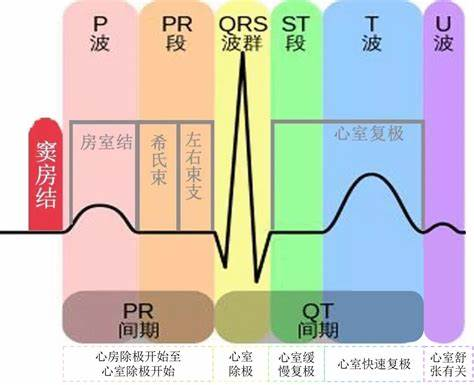 P
波
PR
段
QRS
波群
ST
段
T
波
U
波
窦房结
房室结
希氏束
左右束支
心室复极
PR
间期
QT
间期
心房除极开始至
心室除极开始
心室
除极
心室缓
慢复极
心室快速复极
心室舒
张有关